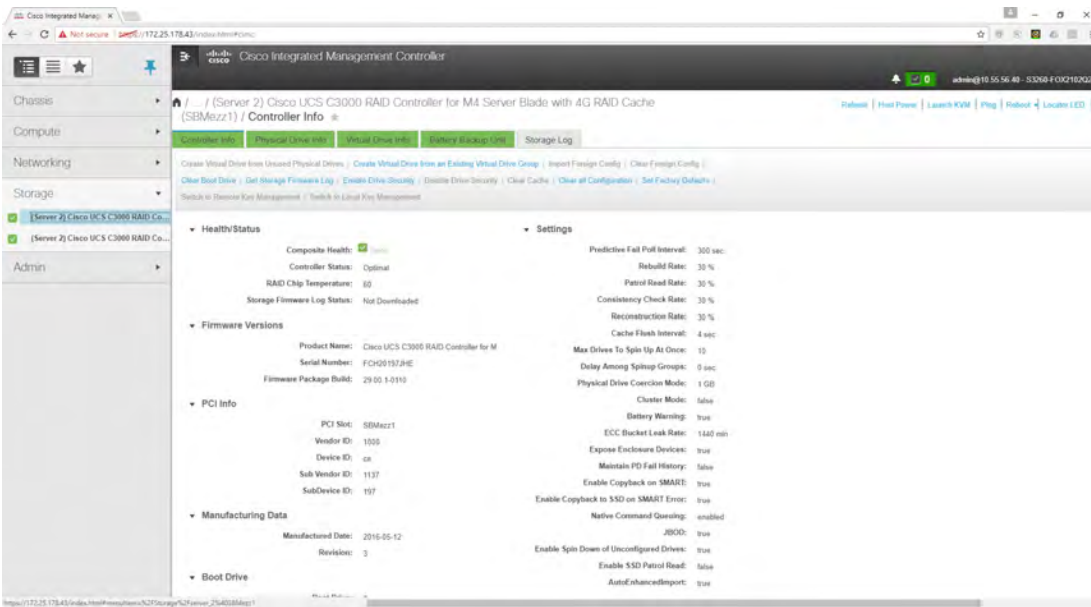 Cisco Integrated Manag
Not secure | https://172.25.178.43/index.html#cimc
Cisco Integrated Management Controller
0
admin@10.55.56.40 - S3260-FOX2102Q2
Chassis
Compute
Networking
Storage
(Server 2) Cisco UCS C3000 RAID Co...
(Server 2) Cisco UCS C3000 RAID Co...
Admin
/ ... / (Server 2) Cisco UCS C3000 RAID Controller for M4 Server Blade with 4G RAID Cache
(SBMezz1) / Controller Info
Refresh | Host Power | Launch KVM | Ping | Reboot | Locator LED
Controller Info Physical Drive Info Virtual Drive Info Battery Backup Unit Storage Log
Create Virtual Drive from Unused Physical Drives | Create Virtual Drive from an Existing Virtual Drive Group | Import Foreign Config | Clear Foreign Config |
Clear Boot Drive | Get Storage Firmware Log | Enable Drive Security | Disable Drive Security | Clear Cache | Clear all Configuration | Set Factory Defaults |
Switch to Remote Key Management | Switch to Local Key Management
Health/Status
Composite Health:
Controller Status: Optimal
RAID Chip Temperature: 60
Storage Firmware Log Status: Not Downloaded
Firmware Versions
Product Name: Cisco UCS C3000 RAID Controller for M
Serial Number: FCH20197JHE
Firmware Package Build: 29.00.1-0110
PCI Info
PCI Slot: SBMezz1
Vendor ID: 1000
Device ID: ce
Sub Vendor ID: 1137
SubDevice ID: 197
Manufacturing Data
Manufactured Date: 2016-05-12
Revision: 3
Boot Drive
Settings
Predictive Fail Poll Interval: 300 sec
Rebuild Rate: 30 %
Patrol Read Rate: 30 %
Consistency Check Rate: 30 %
Reconstruction Rate: 30 %
Cache Flush Interval: 4 sec
Max Drives To Spin Up At Once: 10
Delay Among Spinup Groups: 0 sec
Physical Drive Coercion Mode: 1 GB
Cluster Mode: false
Battery Warning: true
ECC Bucket Leak Rate: 1440 min
Expose Enclosure Devices: true
Maintain PD Fail History: false
Enable Copyback on SMART: true
Enable Copyback to SSD on SMART Error: true
Native Command Queuing: enabled
JBOD: true
Enable Spin Down of Unconfigured Drives: true
Enable SSD Patrol Read: false
AutoEnhancedImport: true